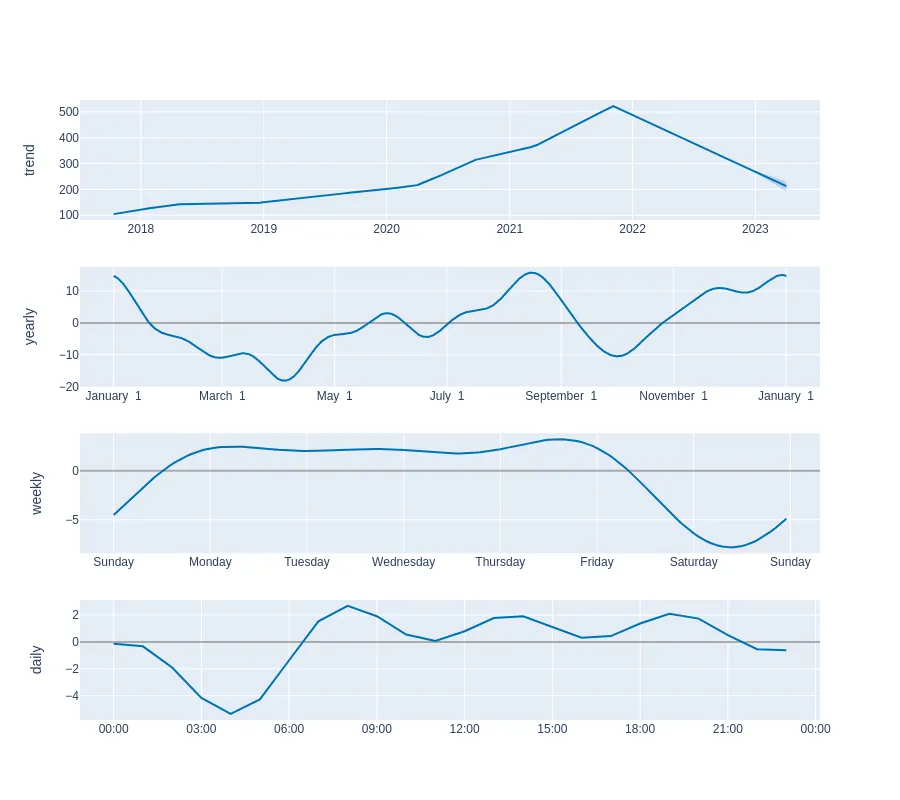 500
400
300
200
100
trend
2018 2019 2020 2021 2022 2023
10
0
−10
−20
yearly
January 1 March 1 May 1 July 1 September 1 November 1 January 1
0
−5
weekly
Sunday Monday Tuesday Wednesday Thursday Friday Saturday Sunday
2
0
−2
−4
daily
00:00 03:00 06:00 09:00 12:00 15:00 18:00 21:00 00:00